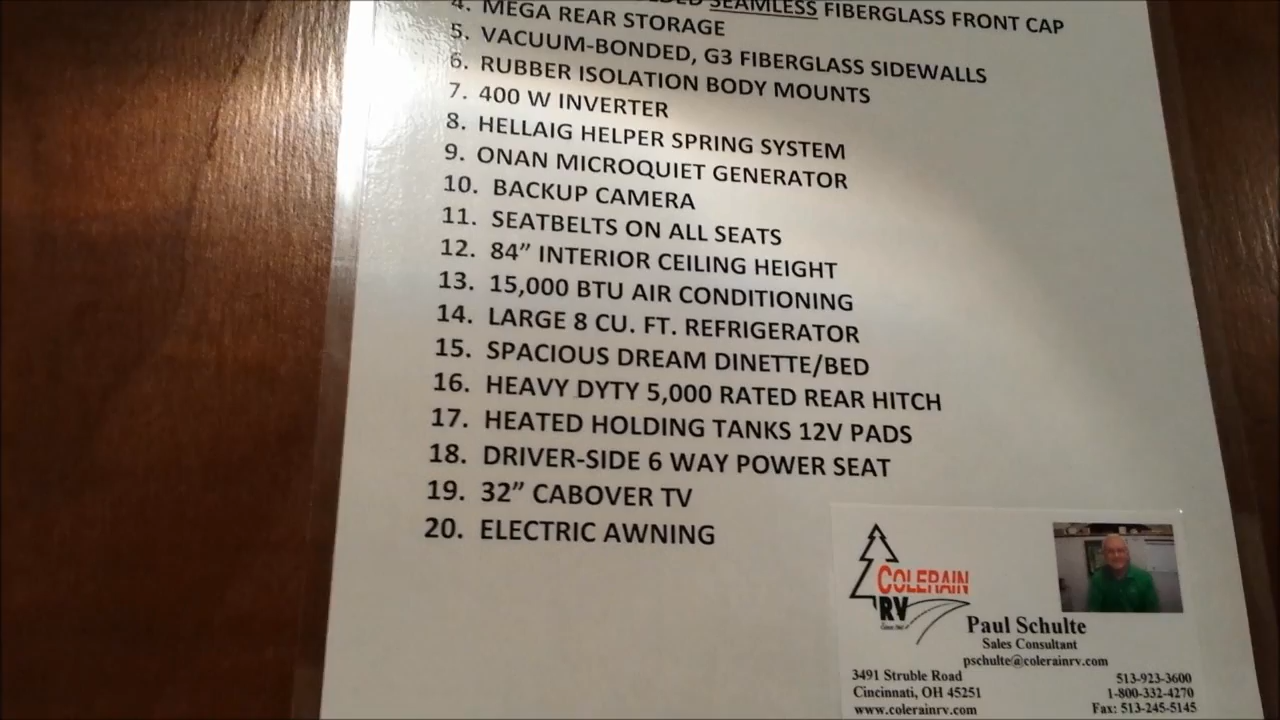 SEAMLESS FIBERGLASS FRONT CAP
4. MEGA REAR STORAGE
5. VACUUM-BONDED, G3 FIBERGLASS SIDEWALLS
6. RUBBER ISOLATION BODY MOUNTS
7. 400 W INVERTER
8. HELLAIG HELPER SPRING SYSTEM
9. ONAN MICROQUIET GENERATOR
10. BACKUP CAMERA
11. SEATBELTS ON ALL SEATS
12. 84” INTERIOR CEILING HEIGHT
13. 15,000 BTU AIR CONDITIONING
14. LARGE 8 CU. FT. REFRIGERATOR
15. SPACIOUS DREAM DINETTE/BED
16. HEAVY DYTY 5,000 RATED REAR HITCH
17. HEATED HOLDING TANKS 12V PADS
18. DRIVER-SIDE 6 WAY POWER SEAT
19. 32” CABOVER TV
20. ELECTRIC AWNING
COLERAIN
RV
Paul Schulte
Sales Consultant
pschulte@colerainrv.com
3491 Struble Road
Cincinnati, OH 45251
www.colerainrv.com
513-923-3600
1-800-332-4270
Fax: 513-245-5145